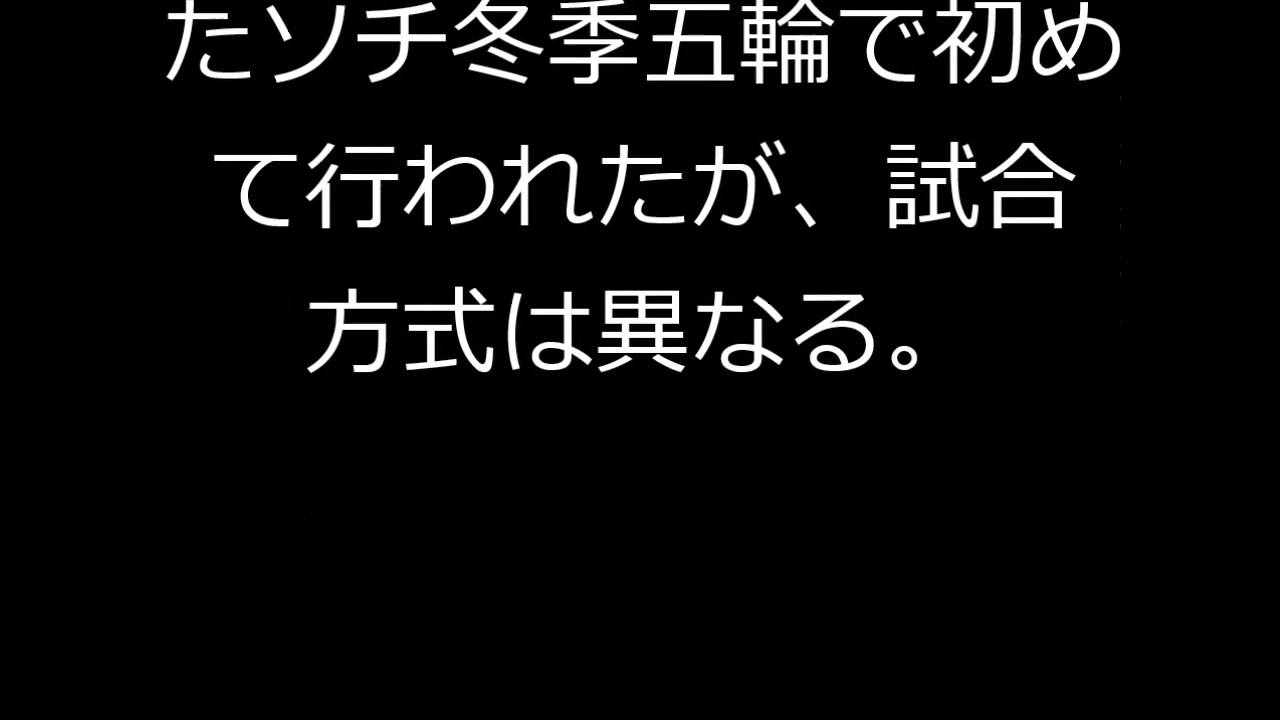 たソチ冬季五輪で初め
て行われたが、試合
方式は異なる。